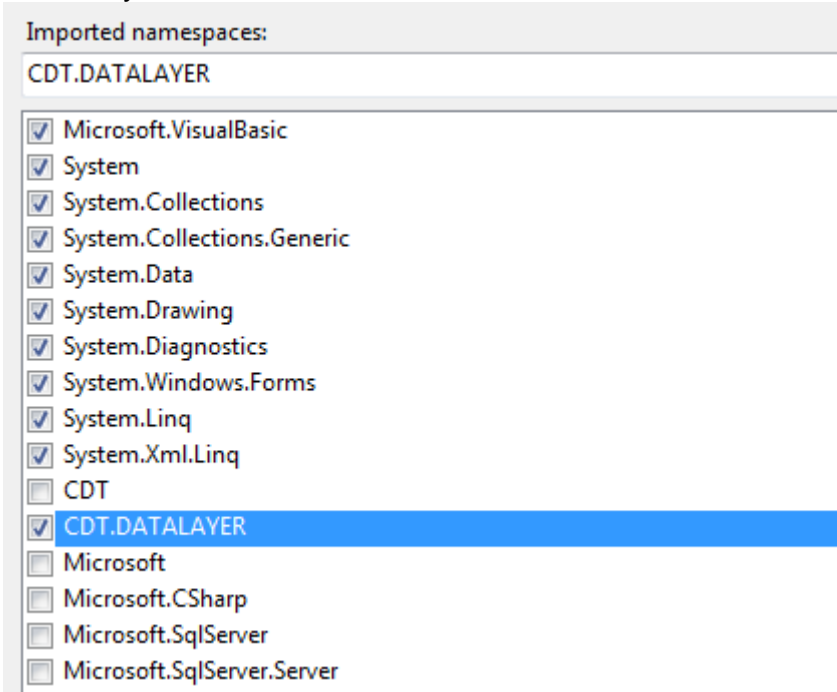 Imported namespaces:
CDT.DATALAYER
Microsoft.VisualBasic
System
System.Collections
System.Collections.Generic
System.Data
System.Drawing
System.Diagnostics
System.Windows.Forms
System.Linq
System.Xml.Linq
CDT
CDT.DATALAYER
Microsoft
Microsoft.CSharp
Microsoft.SqlServer
Microsoft.SqlServer.Server